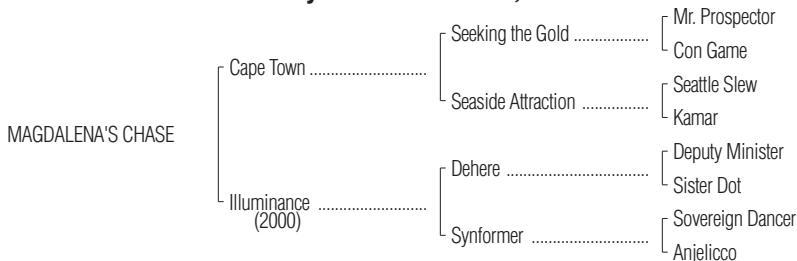 Mr. Prospector
Seeking the Gold ..................
Con Game
Cape Town ............................
Seattle Slew
Seaside Attraction ................
Kamar
MAGDALENA'S CHASE
Deputy Minister
Dehere ..................................
Sister Dot
Illuminance ..........................
(2000)
Sovereign Dancer
Synformer ............................
Anjelicco